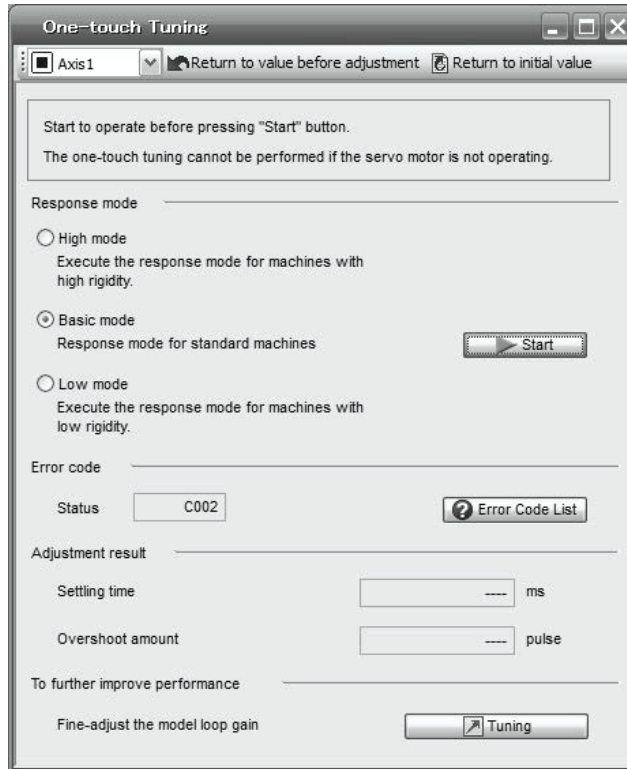 One-touch Tuning
Axis1 Return to value before adjustment Return to initial value
Start to operate before pressing "Start" button.
The one-touch tuning cannot be performed if the servo motor is not operating.
Response mode
High mode
Execute the response mode for machines with
high rigidity.
Basic mode
Response mode for standard machines
Start
Low mode
Execute the response mode for machines with
low rigidity.
Error code
Status C002 Error Code List
Adjustment result
Settling time ---- ms
Overshoot amount ---- pulse
To further improve performance
Fine-adjust the model loop gain Tuning